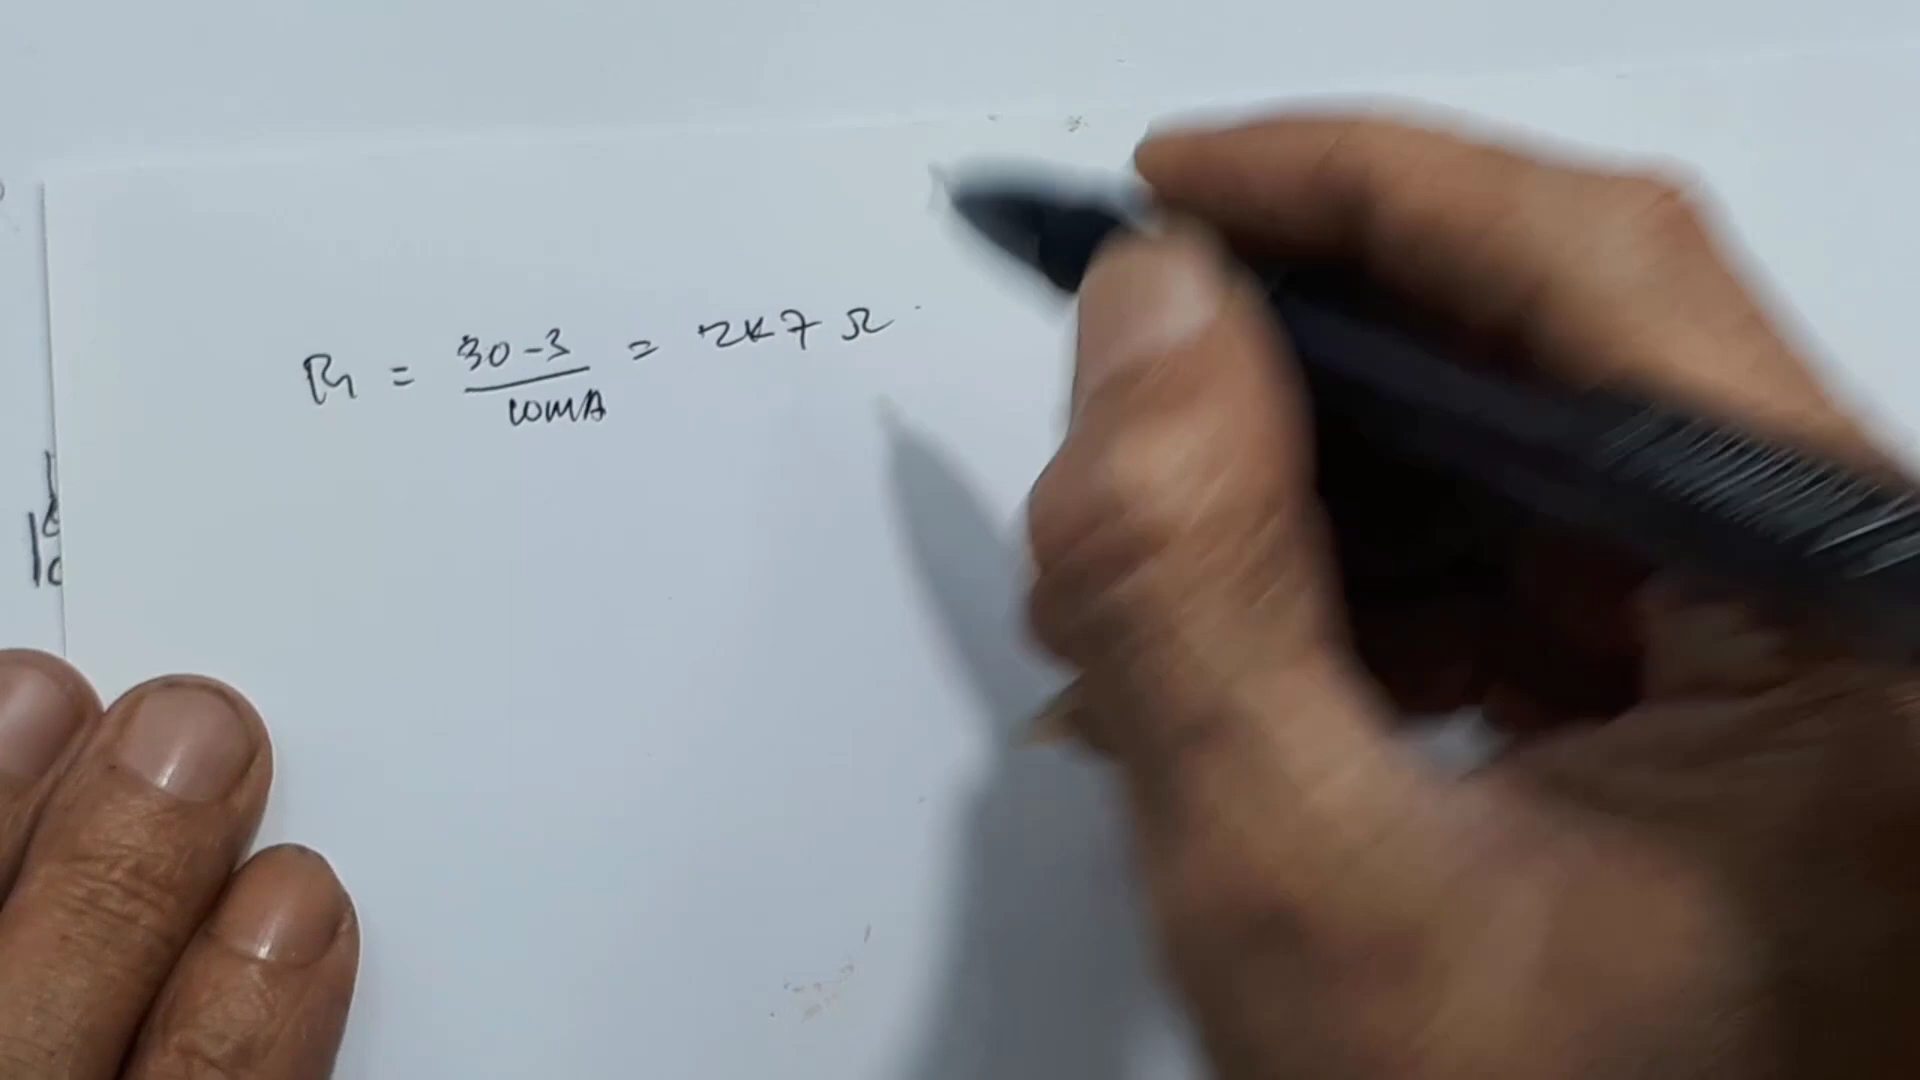 R1 = 30-3 = 2K7 Ω
10mA